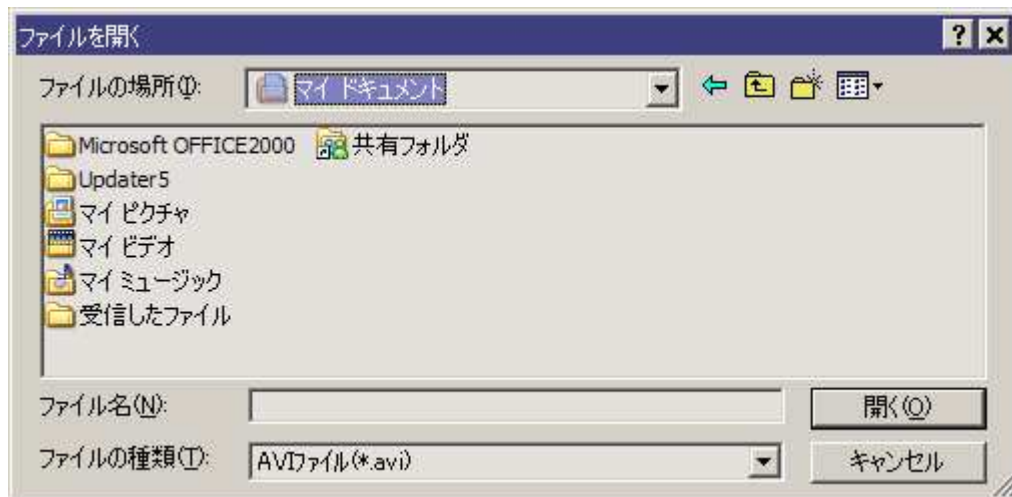 ファイルを開く
ファイルの場所(I): マイ ドキュメント
Microsoft OFFICE2000 共有フォルダ
Updater5
マイ ピクチャ
マイ ビデオ
マイ ミュージック
受信したファイル
ファイル名(N): 開く(O)
ファイルの種類(T): AVIファイル(*.avi) キャンセル